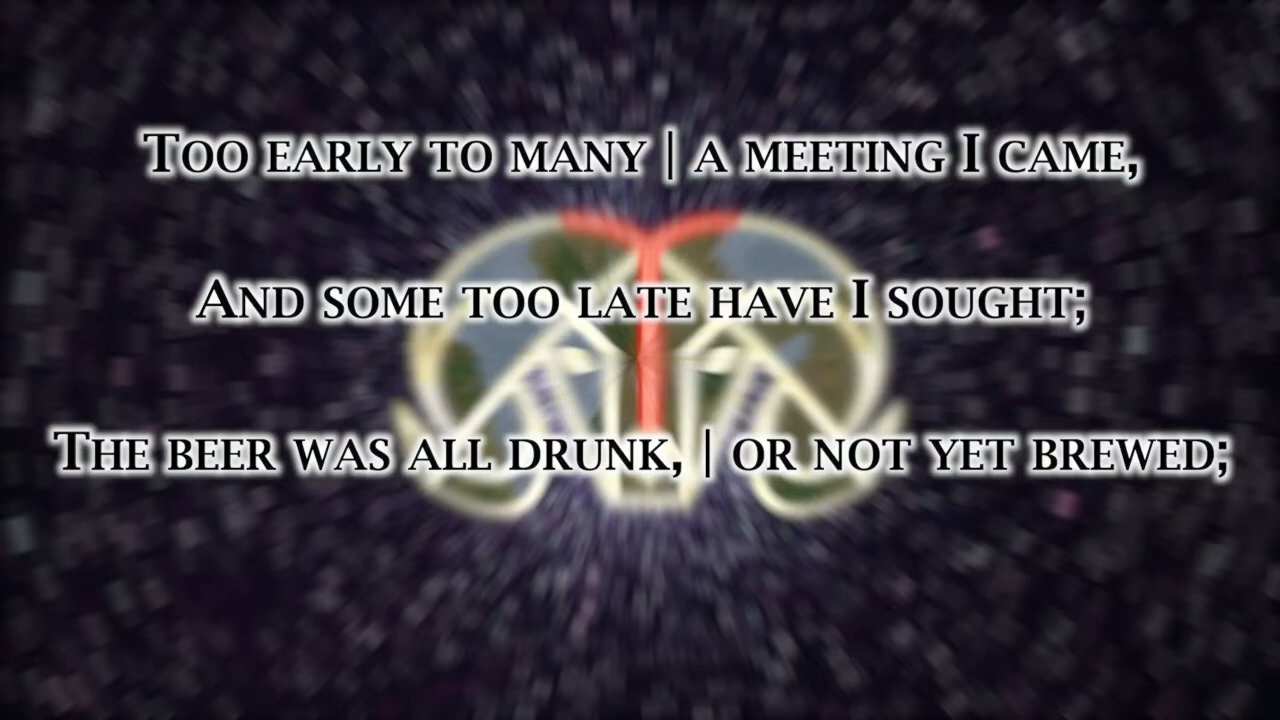 Too early to many | a meeting I came,
And some too late have I sought;
The beer was all drunk, | or not yet brewed;